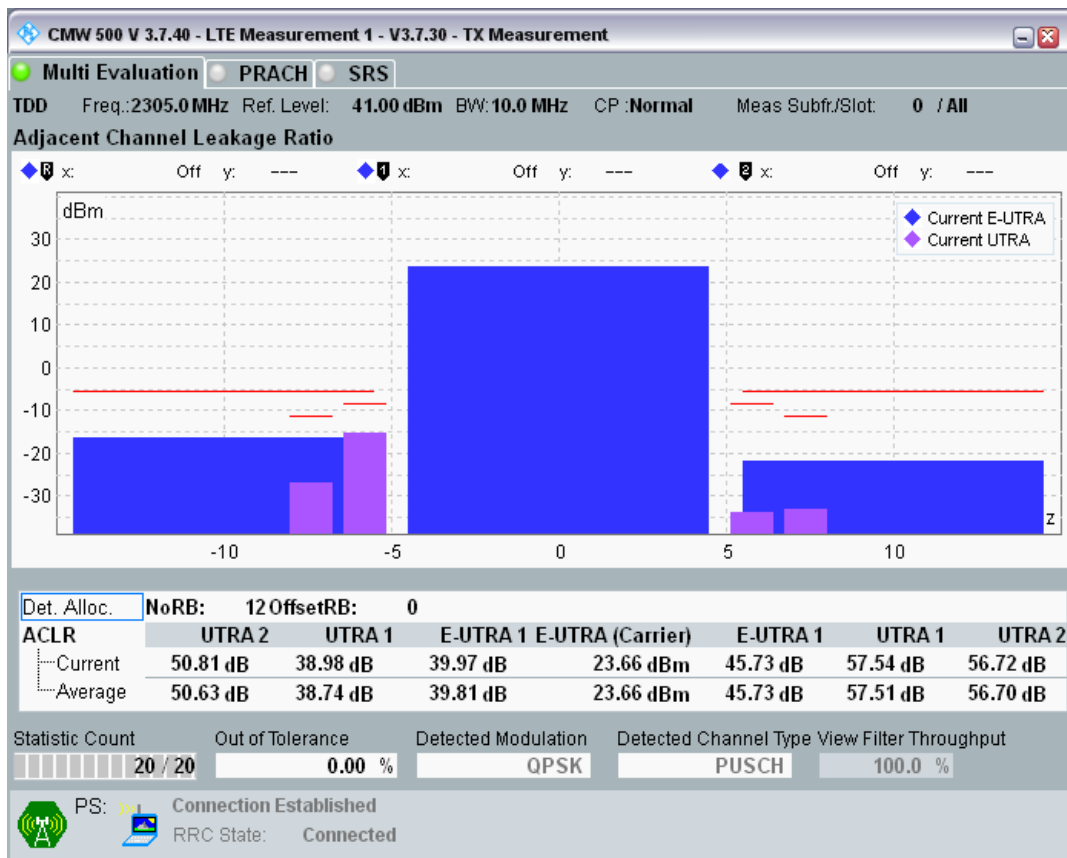 CMW 500 V 3.7.40 - LTE Measurement 1 - V3.7.30 - TX Measurement
Multi Evaluation PRACH SRS
TDD Freq.:2305.0 MHz Ref. Level: 41.00 dBm BW:10.0 MHz CP :Normal Meas Subfr./Slot: 0 / All
Adjacent Channel Leakage Ratio
R x: Off y: --- 1 x: Off y: --- 2 x: Off y: ---
dBm
Current E-UTRA
Current UTRA
30
20
10
0
-10
-20
-30
z
-10 -5 0 5 10
Det. Alloc. NoRB: 12 OffsetRB: 0
ACLR UTRA 2 UTRA 1 E-UTRA 1 E-UTRA (Carrier) E-UTRA 1 UTRA 1 UTRA 2
Current 50.81 dB 38.98 dB 39.97 dB 23.66 dBm 45.73 dB 57.54 dB 56.72 dB
Average 50.63 dB 38.74 dB 39.81 dB 23.66 dBm 45.73 dB 57.51 dB 56.70 dB
Statistic Count Out of Tolerance Detected Modulation Detected Channel Type View Filter Throughput
20 / 20 0.00 % QPSK PUSCH 100.0 %
PS: Connection Established
RRC State: Connected